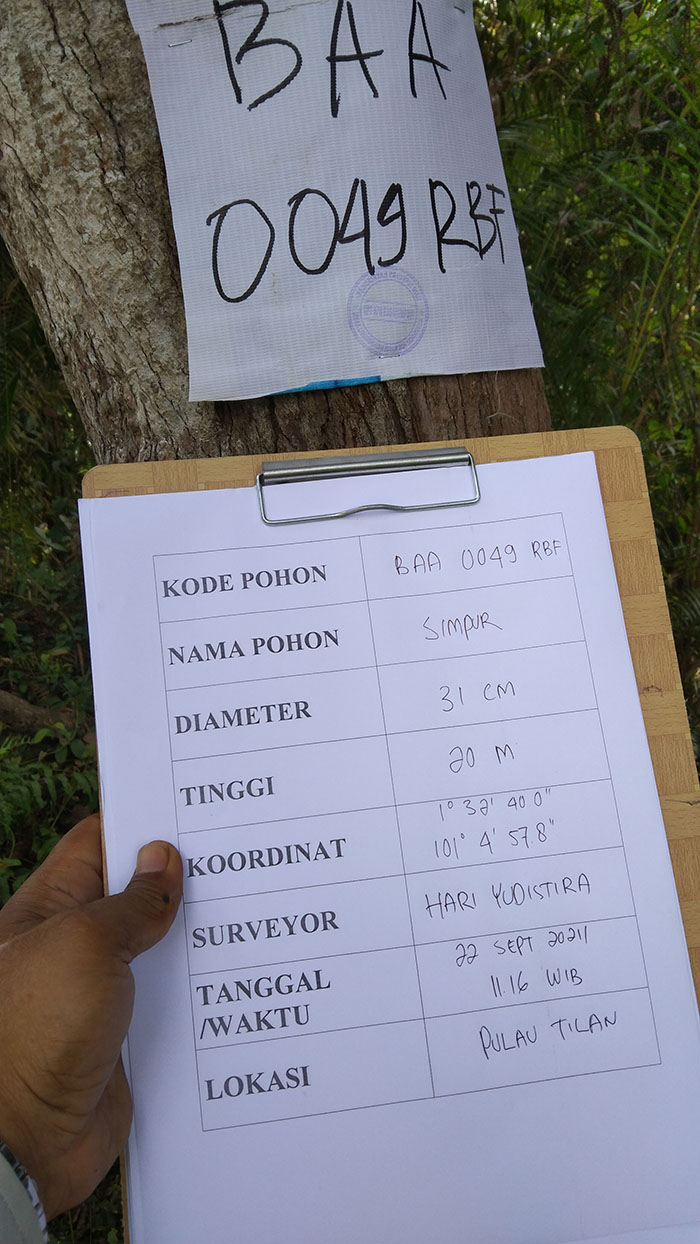 BAA
0049 RBF
KODE POHON
BAA 0049 RBF
NAMA POHON
SIMPUR
DIAMETER
31 CM
TINGGI
20 M
KOORDINAT
1° 32' 40.0"
101° 4' 57.8"
SURVEYOR
HARI YUDISTIRA
TANGGAL
/WAKTU
22 SEPT 2021/
11.16 WIB
LOKASI
PULAU TILAN